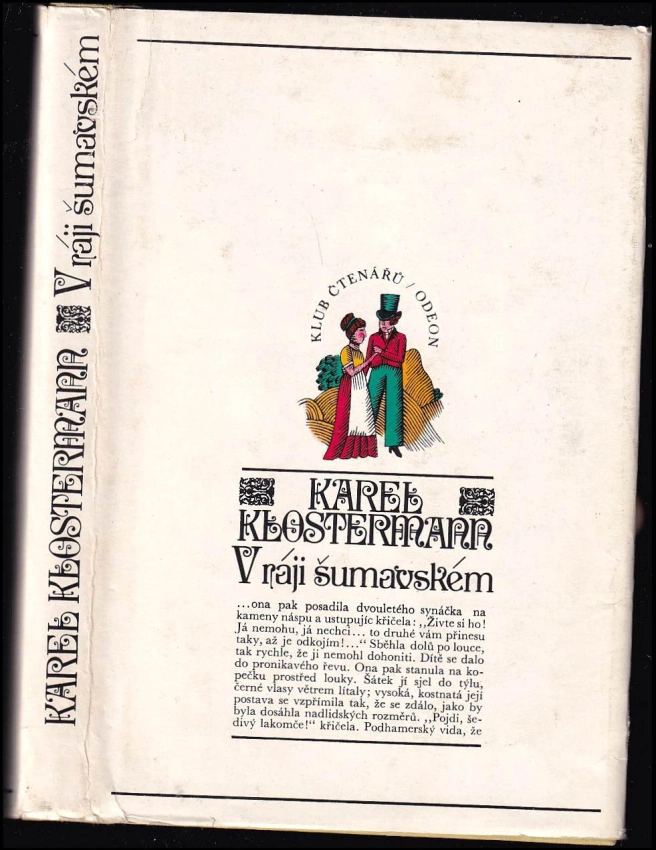 KAREL KLOSTERMANN V ráji šumavském
KLUB ČTENÁŘŮ / ODEON
KAREL
KLOSTERMANN
V ráji šumavském
...ona pak posadila dvouletého synáčka na
kameny náspu a ustupujíc křičela: „Živte si ho!
Já nemohu, já nechci... to druhé vám přinesu
taky, až je odkojím!..." Sběhla dolů po louce,
tak rychle, že ji nemohl dohoniti. Dítě se dalo
do pronikavého řevu. Ona pak stanula na ko-
pečku prostřed louky. Šátek jí sjel do týlu,
černé vlasy větrem lítaly; vysoká, kostnatá její
postava se vzpřímila tak, že se zdálo, jako by
byla dosáhla nadlidských rozměrů. „Pojdi, še-
divý lakomče!" křičela. Podhamerský vida, že